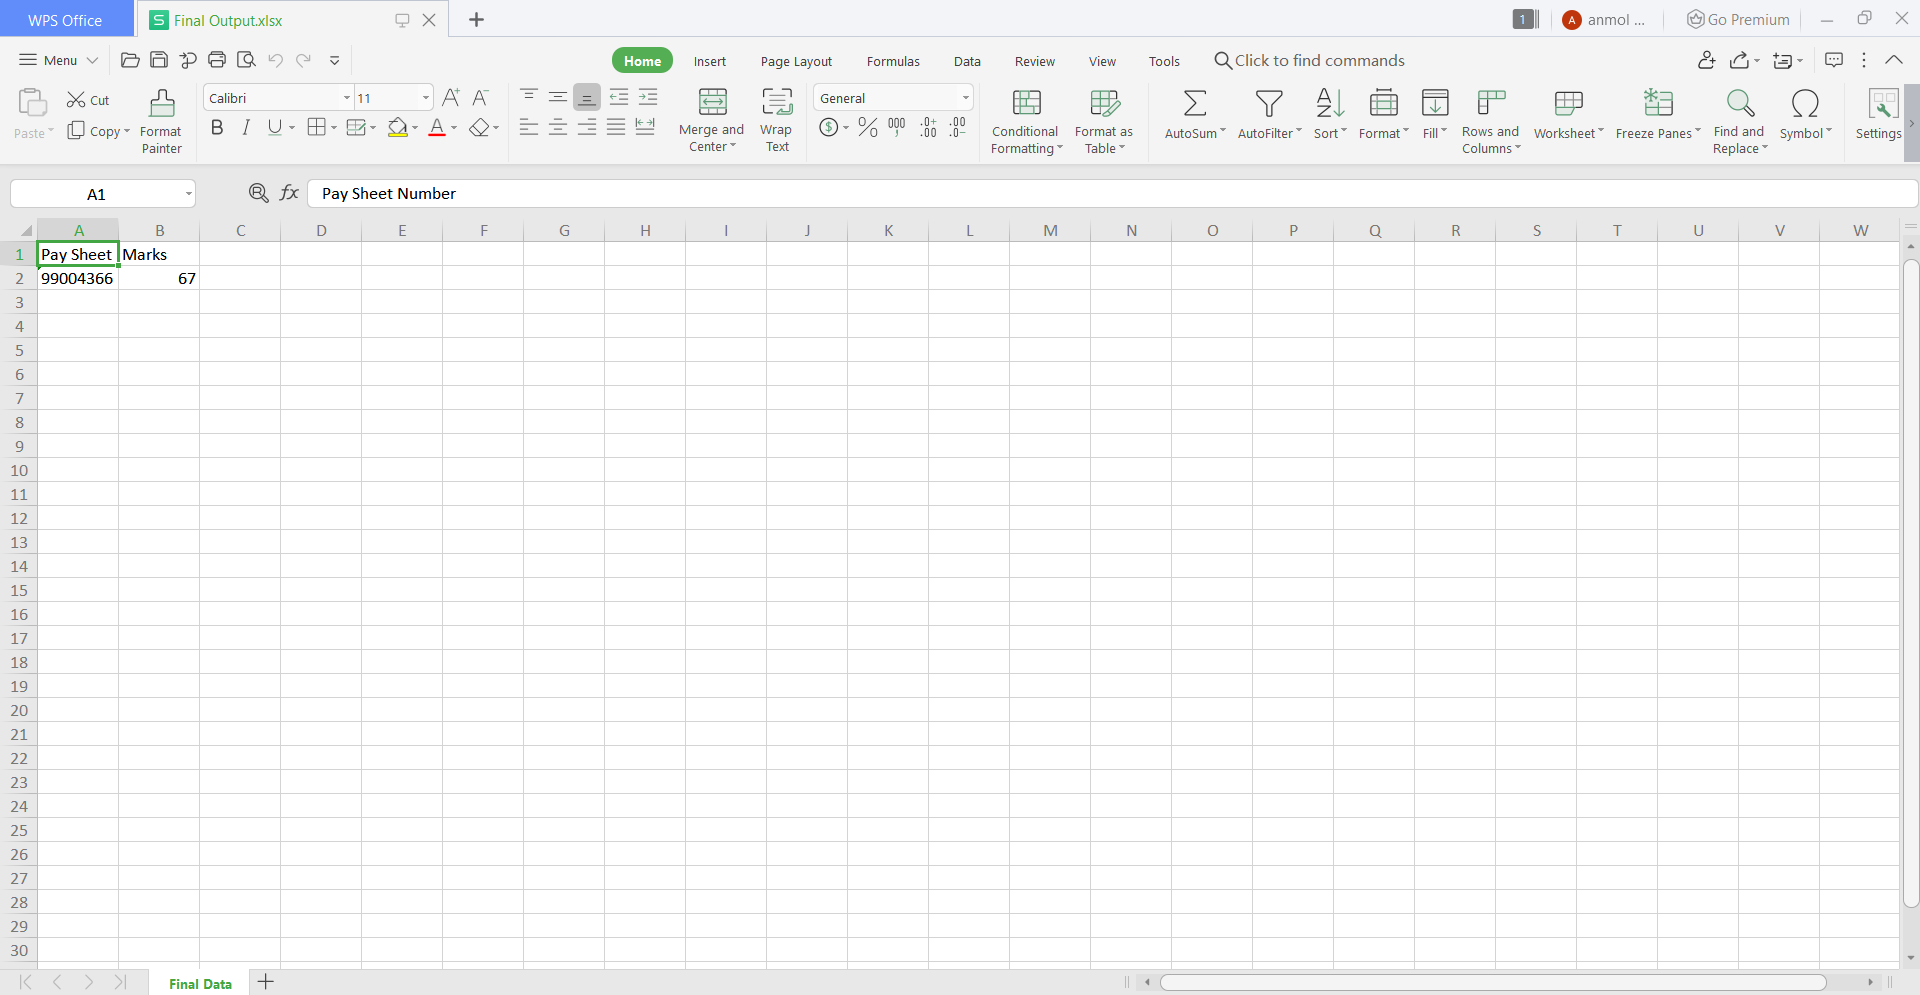 WPS Office
Final Output.xlsx
1
A anmol ...
Go Premium
Menu
Home Insert Page Layout Formulas Data Review View Tools Click to find commands
Paste
Cut
Copy
Format Painter
Calibri 11
Merge and Center
Wrap Text
General
Conditional Formatting
Format as Table
AutoSum
AutoFilter
Sort
Format
Fill
Rows and Columns
Worksheet
Freeze Panes
Find and Replace
Symbol
Settings
A1 fx Pay Sheet Number
A B C D E F G H I J K L M N O P Q R S T U V W
1 Pay Sheet Marks
2 99004366 67
3
4
5
6
7
8
9
10
11
12
13
14
15
16
17
18
19
20
21
22
23
24
25
26
27
28
29
30
Final Data